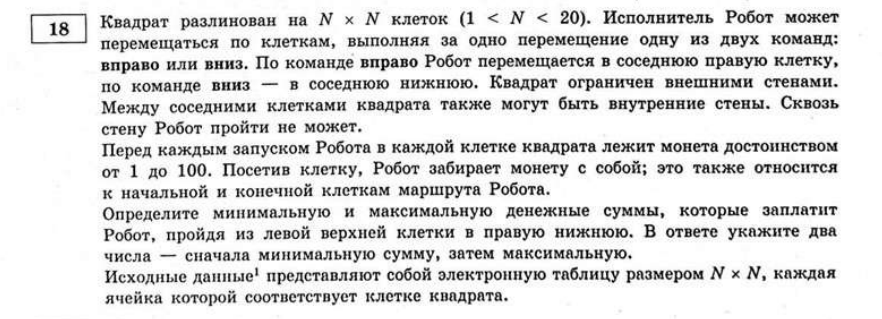 18
Квадрат разлинован на N × N клеток (1 < N < 20). Исполнитель Робот может
перемещаться по клеткам, выполняя за одно перемещение одну из двух команд:
вправо или вниз. По команде вправо Робот перемещается в соседнюю правую клетку,
по команде вниз — в соседнюю нижнюю. Квадрат ограничен внешними стенами.
Между соседними клетками квадрата также могут быть внутренние стены. Сквозь
стену Робот пройти не может.
Перед каждым запуском Робота в каждой клетке квадрата лежит монета достоинством
от 1 до 100. Посетив клетку, Робот забирает монету с собой; это также относится
к начальной и конечной клеткам маршрута Робота.
Определите минимальную и максимальную денежные суммы, которые заплатит
Робот, пройдя из левой верхней клетки в правую нижнюю. В ответе укажите два
числа — сначала минимальную сумму, затем максимальную.
Исходные данные¹ представляют собой электронную таблицу размером N × N, каждая
ячейка которой соответствует клетке квадрата.